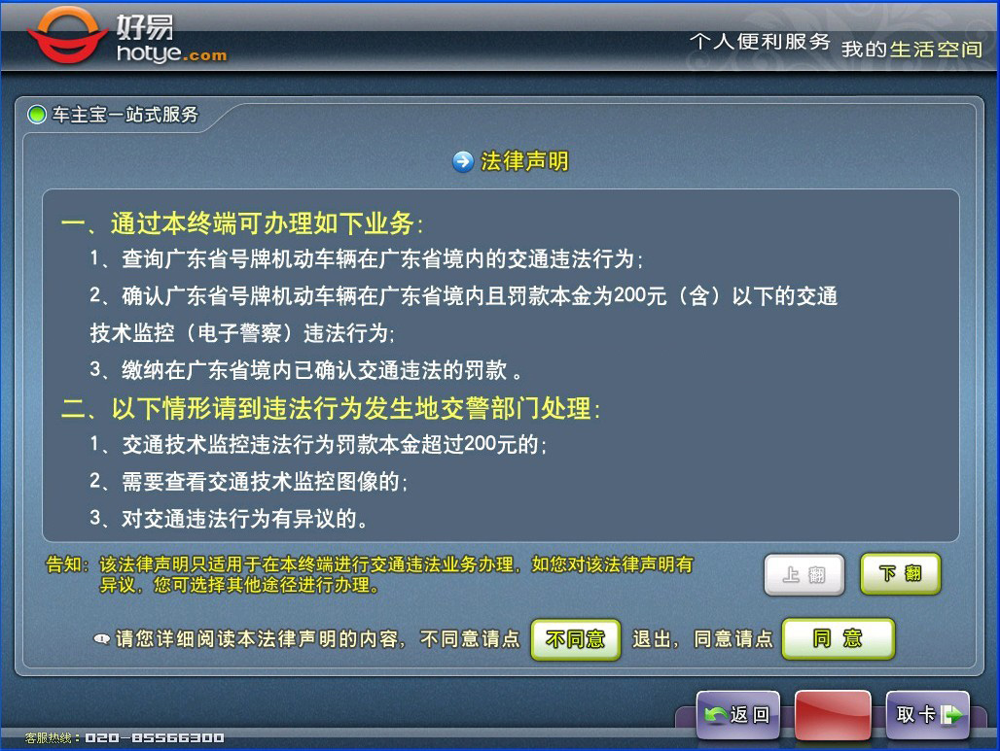 好易
hotye.com
个人便利服务 我的生活空间
车主宝一站式服务
法律声明
一、通过本终端可办理如下业务:
1、查询广东省号牌机动车辆在广东省境内的交通违法行为;
2、确认广东省号牌机动车辆在广东省境内且罚款本金为200元（含）以下的交通
技术监控（电子警察）违法行为;
3、缴纳在广东省境内已确认交通违法的罚款 。
二、以下情形请到违法行为发生地交警部门处理:
1、交通技术监控违法行为罚款本金超过200元的;
2、需要查看交通技术监控图像的;
3、对交通违法行为有异议的。
告知: 该法律声明只适用于在本终端进行交通违法业务办理，如您对该法律声明有
异议，您可选择其他途径进行办理。
上 翻 下 翻
请您详细阅读本法律声明的内容，不同意请点 不同意 退出，同意请点 同 意
返回 取卡
客服热线：020-85566300